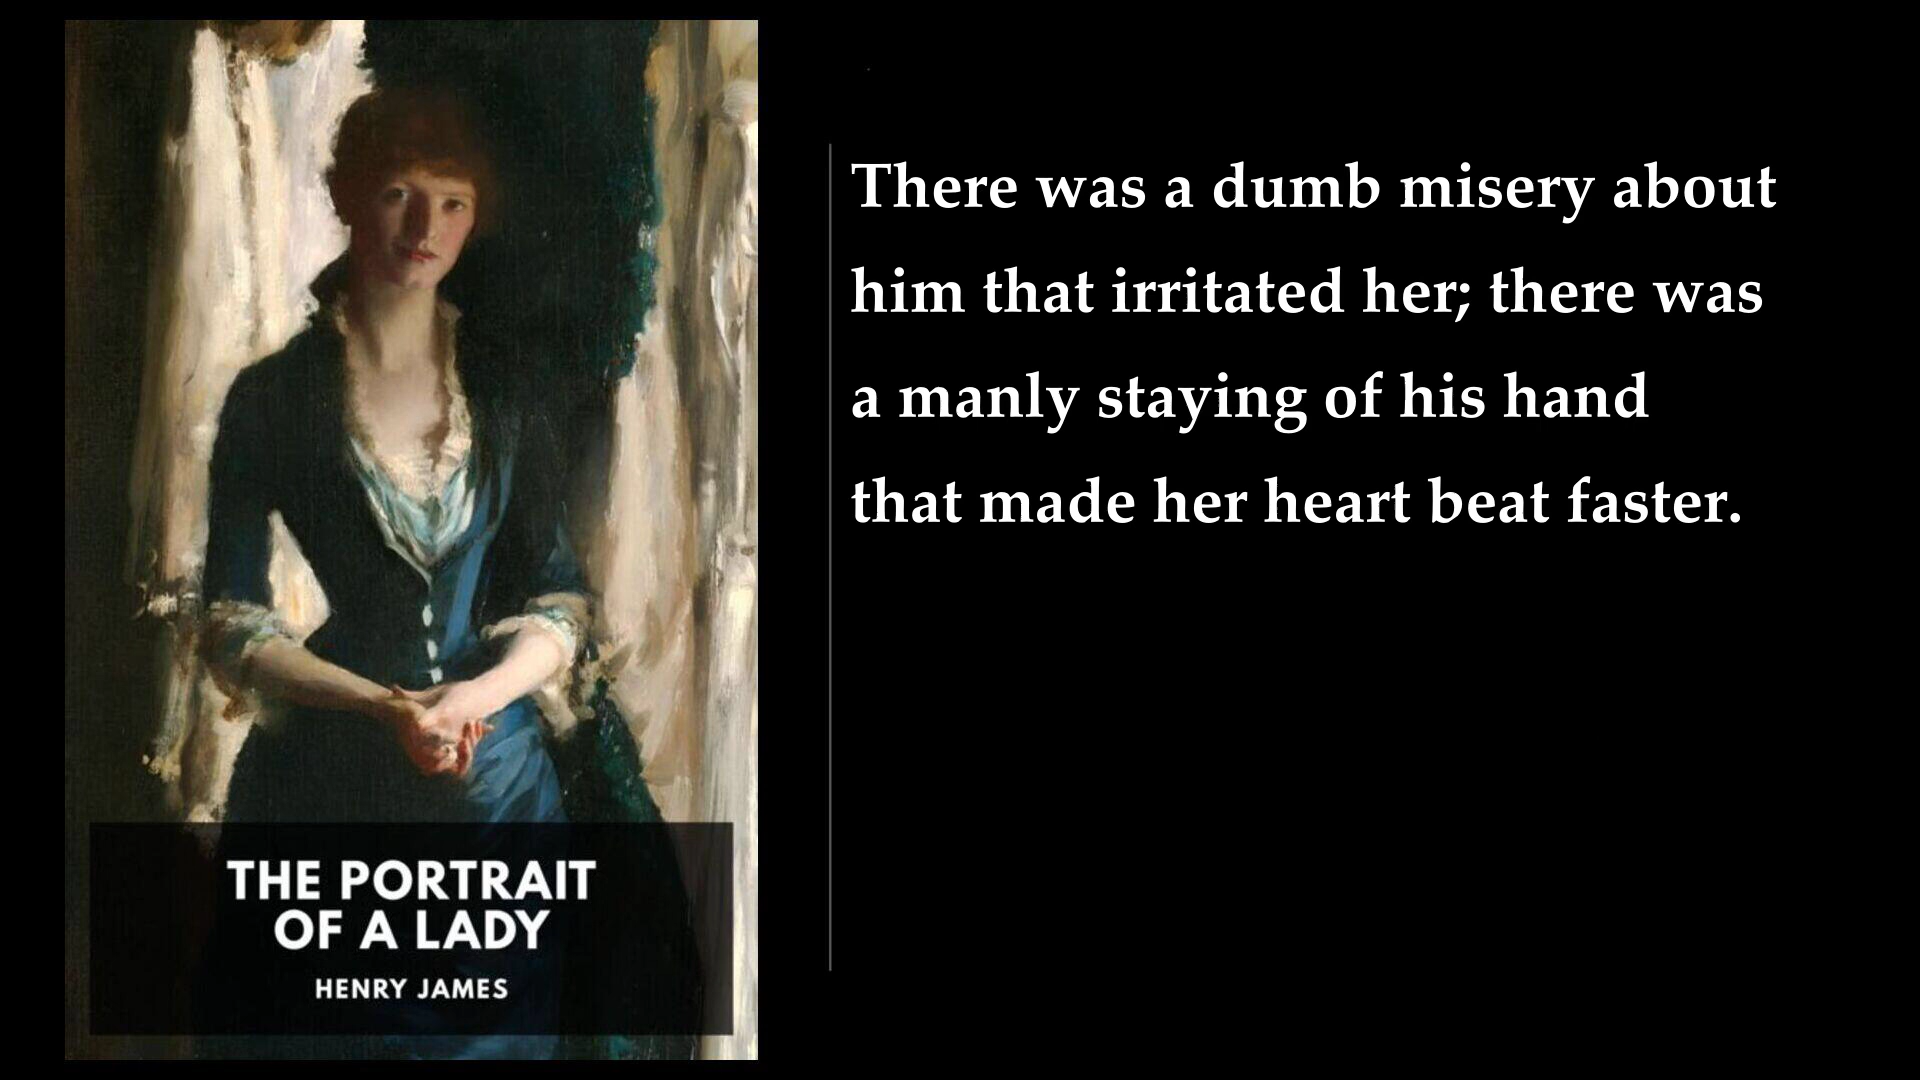 There was a dumb misery about
him that irritated her; there was
a manly staying of his hand
that made her heart beat faster.
THE PORTRAIT
OF A LADY
HENRY JAMES